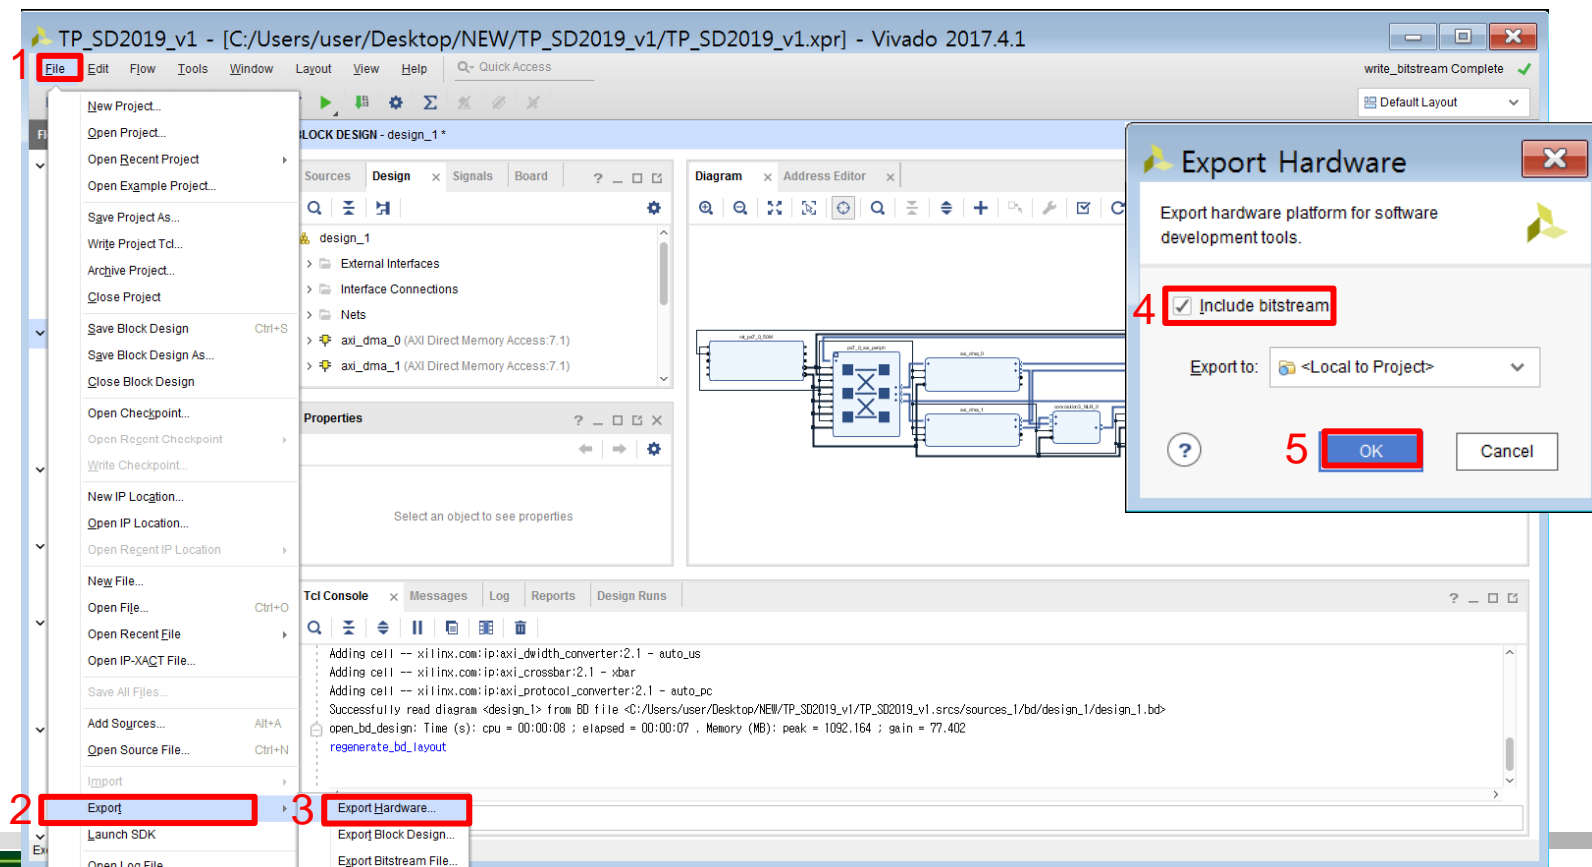 TP_SD2019_v1 - [C:/Users/user/Desktop/NEW/TP_SD2019_v1/TP_SD2019_v1.xpr] - Vivado 2017.4.1
1
File Edit Flow Tools Window Layout View Help Quick Access
write_bitstream Complete
Default Layout
BLOCK DESIGN - design_1 *
New Project...
Open Project...
Open Recent Project
Open Example Project...
Save Project As...
Write Project Tcl...
Archive Project...
Close Project
Save Block Design Ctrl+S
Save Block Design As...
Close Block Design
Open Checkpoint...
Open Recent Checkpoint
Write Checkpoint...
New IP Location...
Open IP Location...
Open Recent IP Location
New File...
Open File... Ctrl+O
Open Recent File
Open IP-XACT File...
Save All Files...
Add Sources... Alt+A
Open Source File... Ctrl+N
Import
2
Export
Launch SDK
Open Log File
3
Export Hardware...
Export Block Design...
Export Bitstream File...
Sources Design Signals Board
design_1
External Interfaces
Interface Connections
Nets
axi_dma_0 (AXI Direct Memory Access:7.1)
axi_dma_1 (AXI Direct Memory Access:7.1)
Properties
Select an object to see properties
Diagram Address Editor
axi_dma_0
axi_dma_1
Tcl Console Messages Log Reports Design Runs
Adding cell -- xilinx.com:ip:axi_dwidth_converter:2.1 - auto_us
Adding cell -- xilinx.com:ip:axi_crossbar:2.1 - xbar
Adding cell -- xilinx.com:ip:axi_protocol_converter:2.1 - auto_pc
Successfully read diagram <design_1> from BD file <C:/Users/user/Desktop/NEW/TP_SD2019_v1/TP_SD2019_v1.srcs/sources_1/bd/design_1/design_1.bd>
open_bd_design: Time (s): cpu = 00:00:08 ; elapsed = 00:00:07 . Memory (MB): peak = 1092.164 ; gain = 77.402
regenerate_bd_layout
Export Hardware
Export hardware platform for software
development tools.
4
Include bitstream
Export to: <Local to Project>
5
OK
Cancel